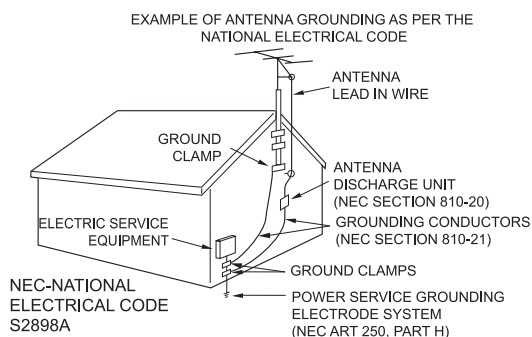 EXAMPLE OF ANTENNA GROUNDING AS PER THE
NATIONAL ELECTRICAL CODE
ANTENNA
LEAD IN WIRE
GROUND
CLAMP
ANTENNA
DISCHARGE UNIT
(NEC SECTION 810-20)
ELECTRIC SERVICE
EQUIPMENT
GROUNDING CONDUCTORS
(NEC SECTION 810-21)
GROUND CLAMPS
NEC-NATIONAL
ELECTRICAL CODE
S2898A
POWER SERVICE GROUNDING
ELECTRODE SYSTEM
(NEC ART 250, PART H)